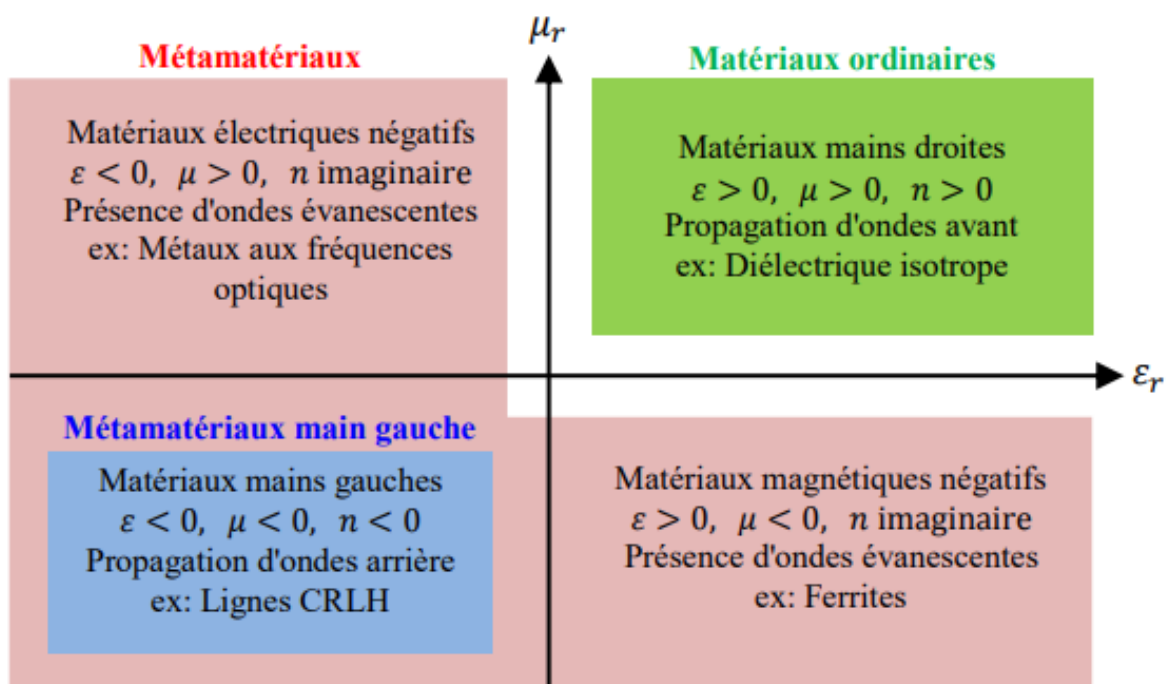 μᵣ
Métamatériaux
Matériaux ordinaires
Matériaux électriques négatifs
ε < 0, μ > 0, n imaginaire
Présence d'ondes évanescentes
ex: Métaux aux fréquences
optiques
Matériaux mains droites
ε > 0, μ > 0, n > 0
Propagation d'ondes avant
ex: Diélectrique isotrope
εᵣ
Métamatériaux main gauche
Matériaux mains gauches
ε < 0, μ < 0, n < 0
Propagation d'ondes arrière
ex: Lignes CRLH
Matériaux magnétiques négatifs
ε > 0, μ < 0, n imaginaire
Présence d'ondes évanescentes
ex: Ferrites